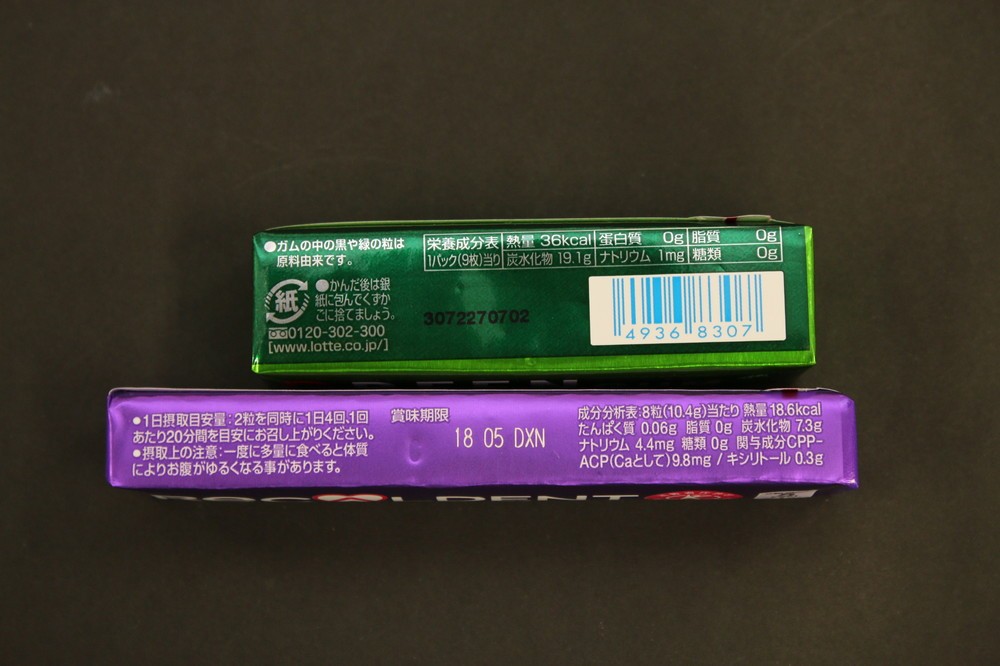 ●ガムの中の黒や緑の粒は
原料由来です。
栄養成分表 熱量 36kcal 蛋白質 0g 脂質 0g
1パック(9枚)当り 炭水化物 19.1g ナトリウム 1mg 糖類 0g
紙
●かんだ後は銀
紙に包んでくずか
ごに捨てましょう。
0120-302-300
[www.lotte.co.jp/]
3072270702
4936 8307
●1日摂取目安量:2粒を同時に1日4回、1回
あたり20分間を目安にお召し上がりください。
●摂取上の注意:一度に多量に食べると体質
によりお腹がゆるくなる事があります。
賞味期限
18 05 DXN
成分分析表:8粒(10.4g)当たり 熱量 18.6kcal
たんぱく質 0.06g 脂質 0g 炭水化物 7.3g
ナトリウム 4.4mg 糖類 0g 関与成分CPP-
ACP(Caとして)9.8mg / キシリトール 0.3g